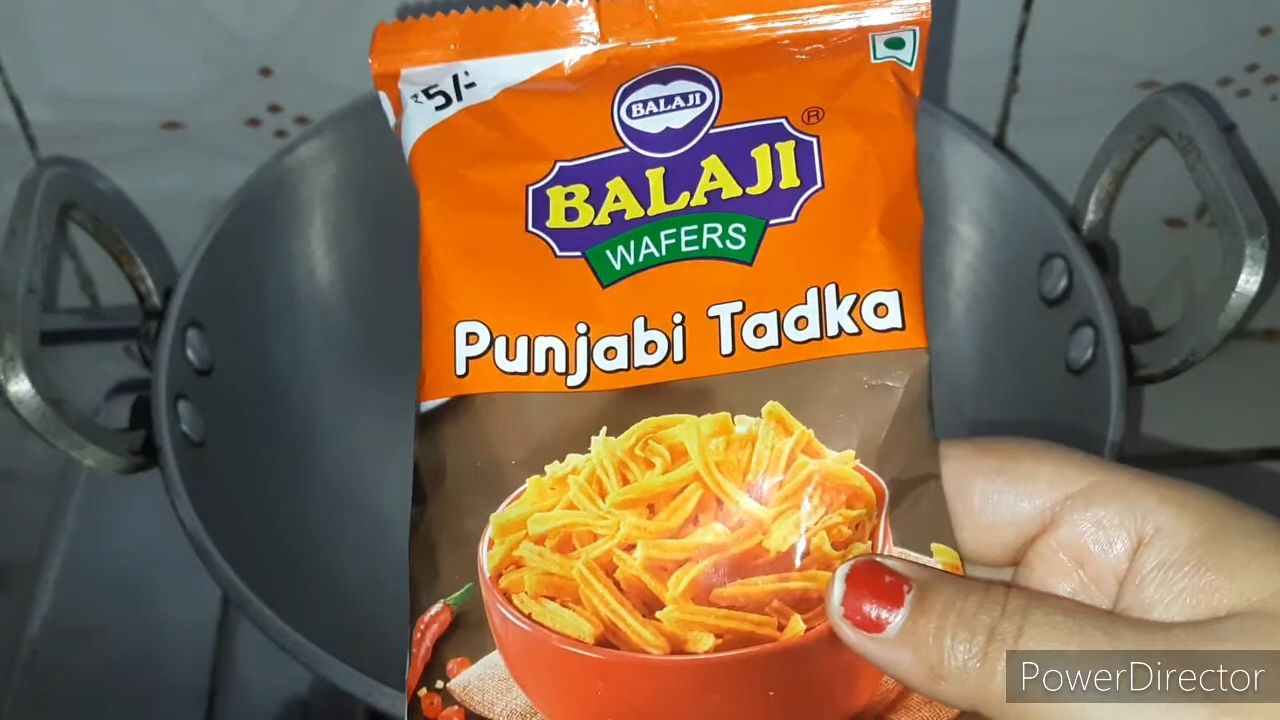 ₹5/-
BALAJI
BALAJI ®
WAFERS
Punjabi Tadka
PowerDirector